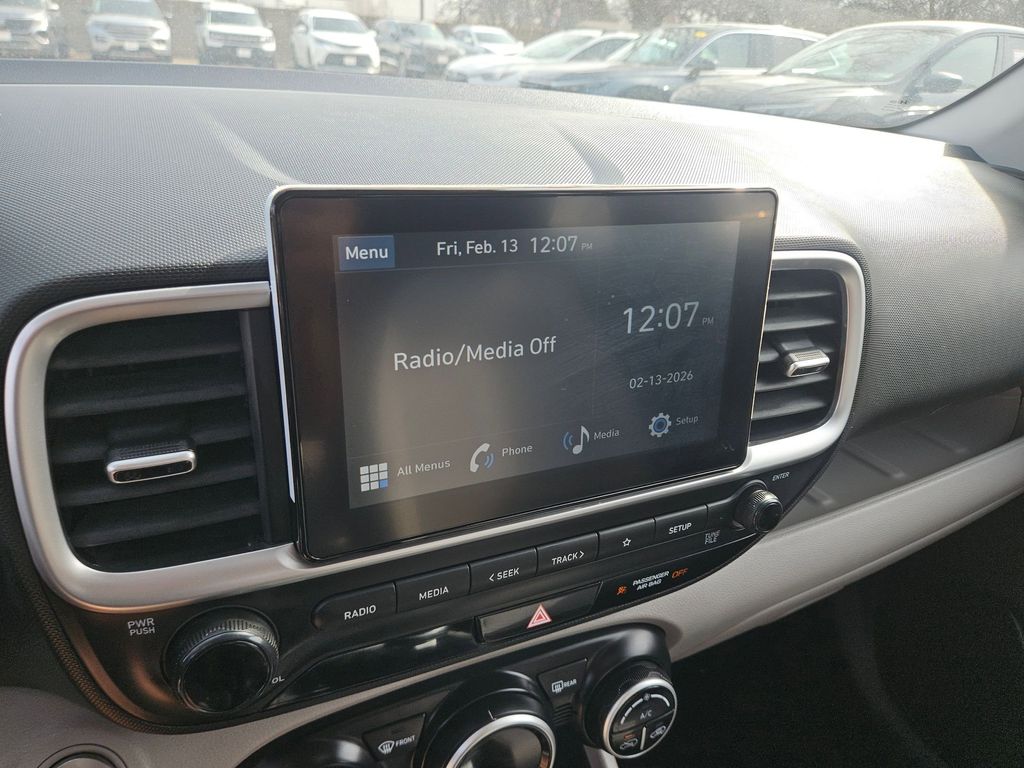 Menu
Fri, Feb. 13 12:07 PM
12:07 PM
Radio/Media Off
02-13-2026
All Menus
Phone
Media
Setup
ENTER
PWR
PUSH
RADIO
MEDIA
< SEEK
TRACK >
☆
SETUP
TUNE
FILE
PASSENGER
AIR BAG OFF
OL
FRONT
REAR
A/C